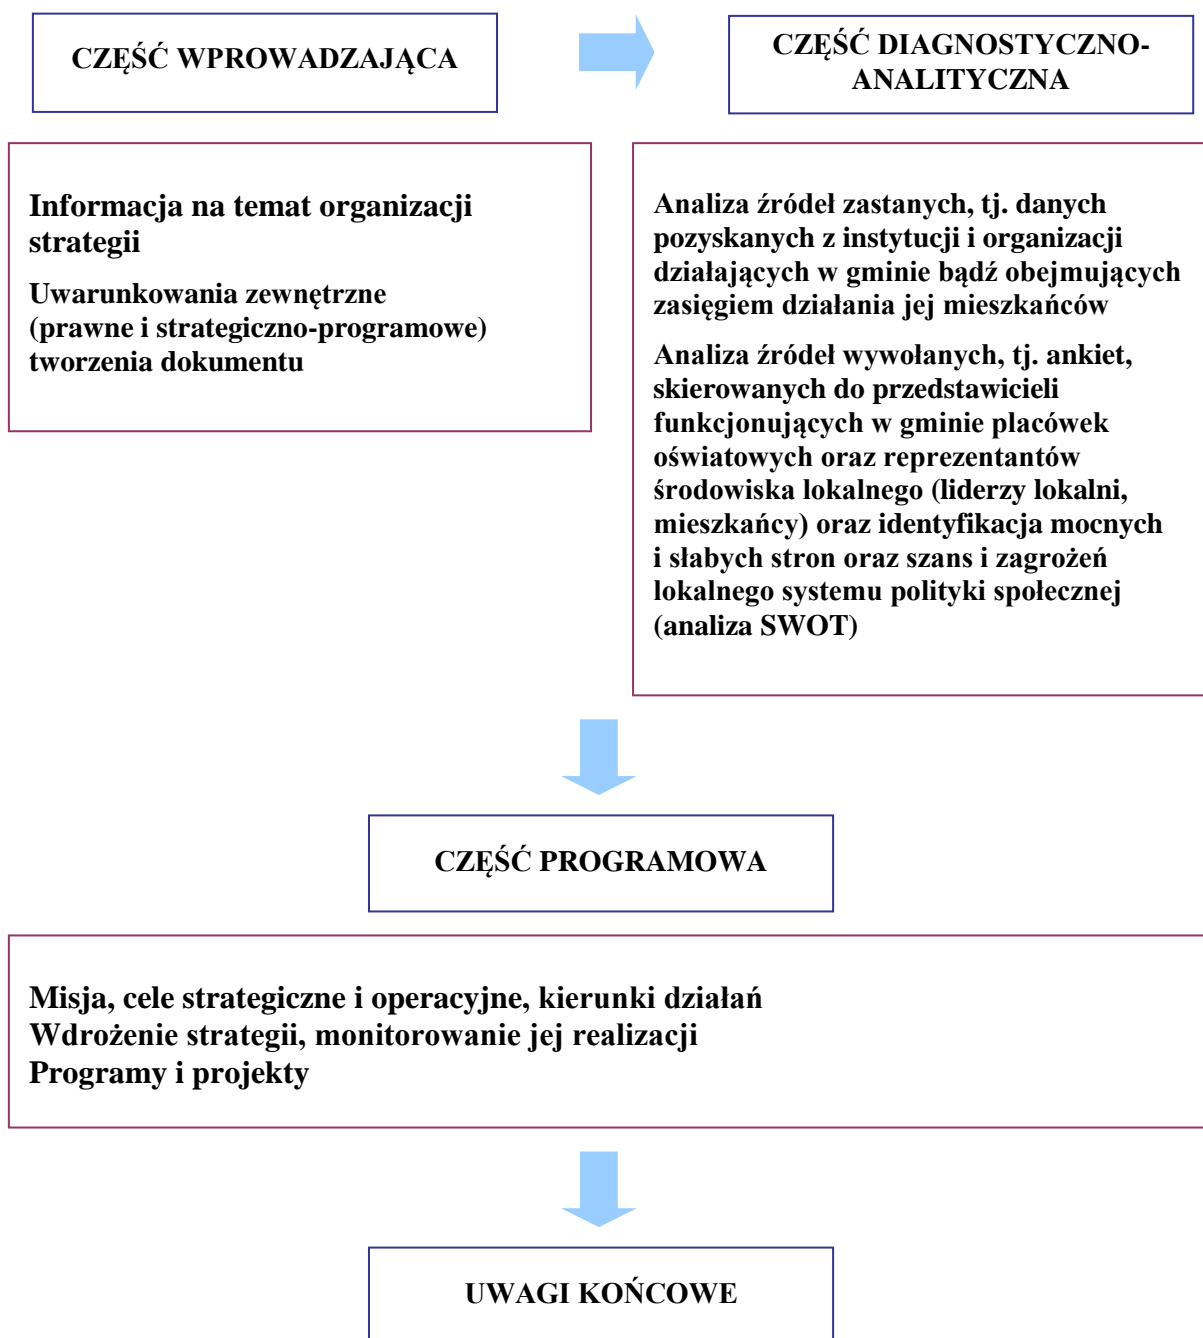 CZĘŚĆ WPROWADZAJĄCA
CZĘŚĆ DIAGNOSTYCZNO-
ANALITYCZNA
Informacja na temat organizacji
strategii
Uwarunkowania zewnętrzne
(prawne i strategiczno-programowe)
tworzenia dokumentu
Analiza źródeł zastanych, tj. danych
pozyskanych z instytucji i organizacji
działających w gminie bądź obejmujących
zasięgiem działania jej mieszkańców
Analiza źródeł wywołanych, tj. ankiet,
skierowanych do przedstawicieli
funkcjonujących w gminie placówek
oświatowych oraz reprezentantów
środowiska lokalnego (liderzy lokalni,
mieszkańcy) oraz identyfikacja mocnych
i słabych stron oraz szans i zagrożeń
lokalnego systemu polityki społecznej
(analiza SWOT)
CZĘŚĆ PROGRAMOWA
Misja, cele strategiczne i operacyjne, kierunki działań
Wdrożenie strategii, monitorowanie jej realizacji
Programy i projekty
UWAGI KOŃCOWE